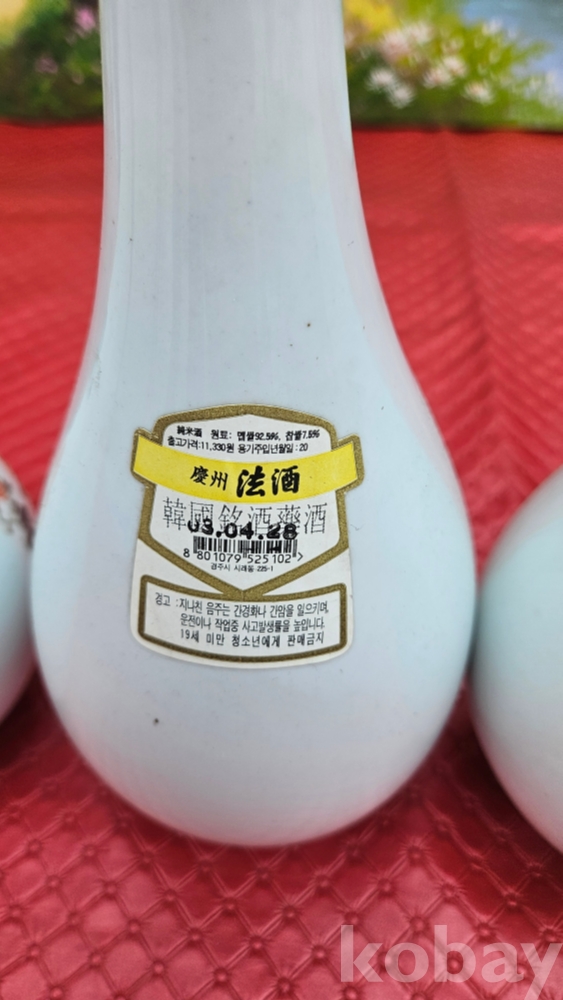 純米酒 원료: 멥쌀92.5%, 찹쌀7.5%
출고가격:11,330원 용기주입년월일:20
慶州 法酒
韓國銘酒藥酒
03.04.28
8 801079 525102 >
경주시 시래동 225-1
경고 : 지나친 음주는 간경화나 간암을 일으키며,
운전이나 작업중 사고발생률을 높입니다.
19세 미만 청소년에게 판매금지
kobay